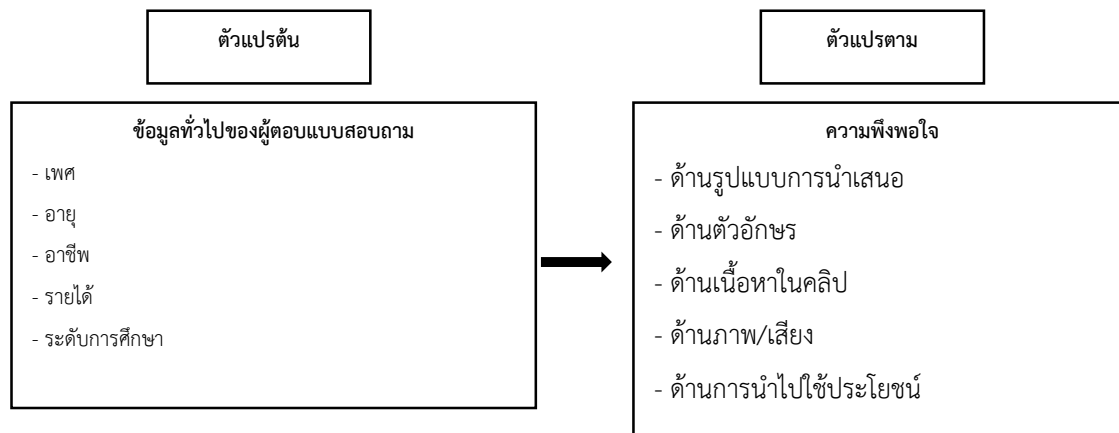 ตัวแปรต้น
ตัวแปรตาม
ข้อมูลทั่วไปของผู้ตอบแบบสอบถาม
- เพศ
- อายุ
- อาชีพ
- รายได้
- ระดับการศึกษา
ความพึงพอใจ
- ด้านรูปแบบการนำเสนอ
- ด้านตัวอักษร
- ด้านเนื้อหาในคลิป
- ด้านภาพ/เสียง
- ด้านการนำไปใช้ประโยชน์